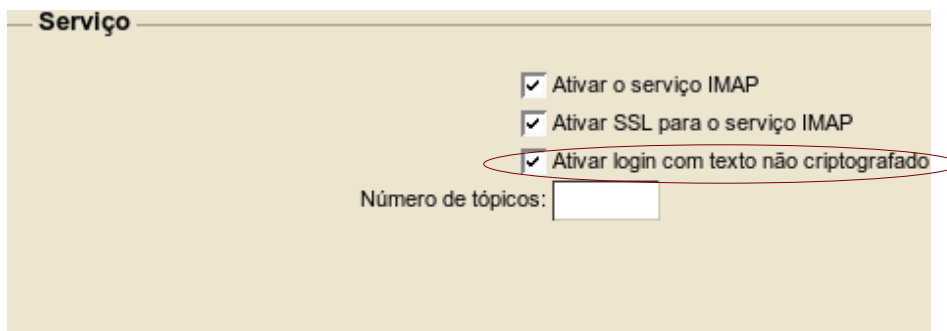 Serviço
Ativar o serviço IMAP
Ativar SSL para o serviço IMAP
Ativar login com texto não criptografado
Número de tópicos: